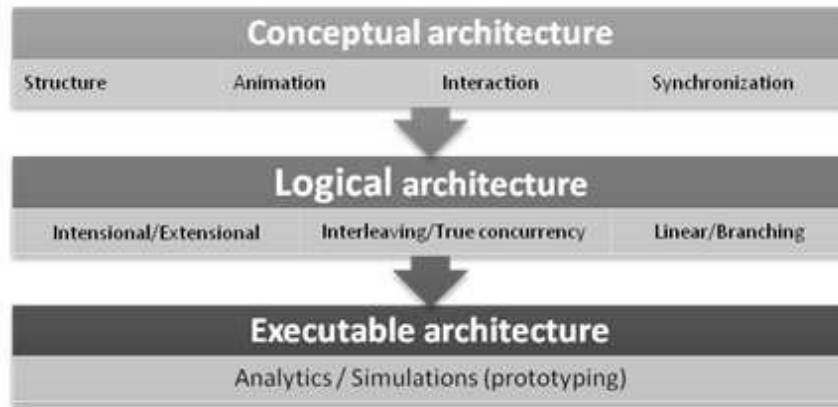 Conceptual architecture
Structure Animation Interaction Synchronization
Logical architecture
Intensional/Extensional Interleaving/True concurrency Linear/Branching
Executable architecture
Analytics / Simulations (prototyping)